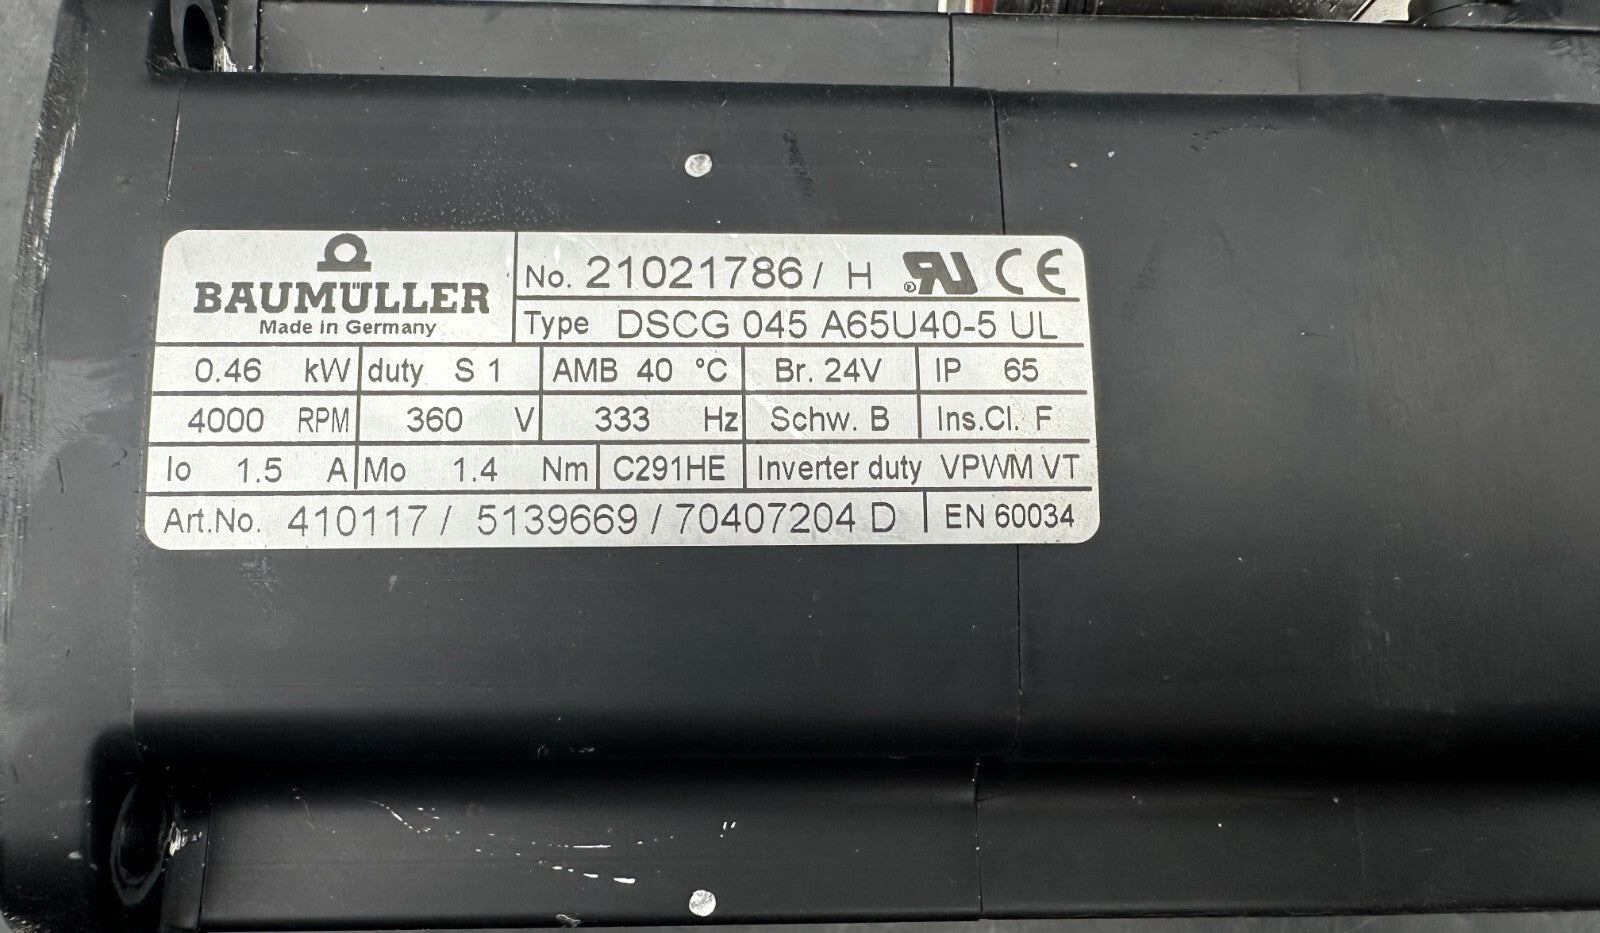 BAUMÜLLER
Made in Germany
No. 21021786 / H ® RU CE
Type DSCG 045 A65U40-5 UL
0.46 kW duty S 1 AMB 40 °C Br. 24V IP 65
4000 RPM 360 V 333 Hz Schw. B Ins.Cl. F
Io 1.5 A Mo 1.4 Nm C291HE Inverter duty VPWM VT
Art.No. 410117 / 5139669 / 70407204 D EN 60034